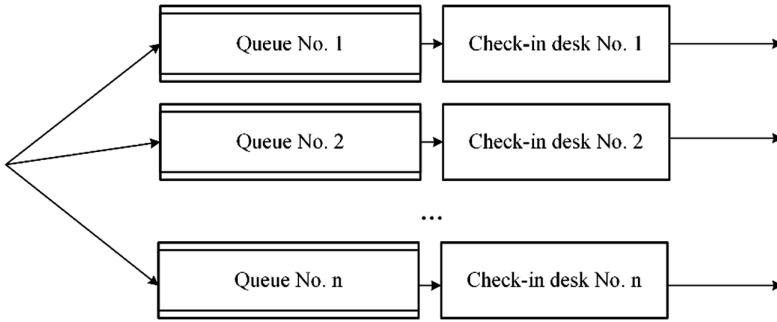 Queue No. 1
Check-in desk No. 1
Queue No. 2
Check-in desk No. 2
...
Queue No. n
Check-in desk No. n